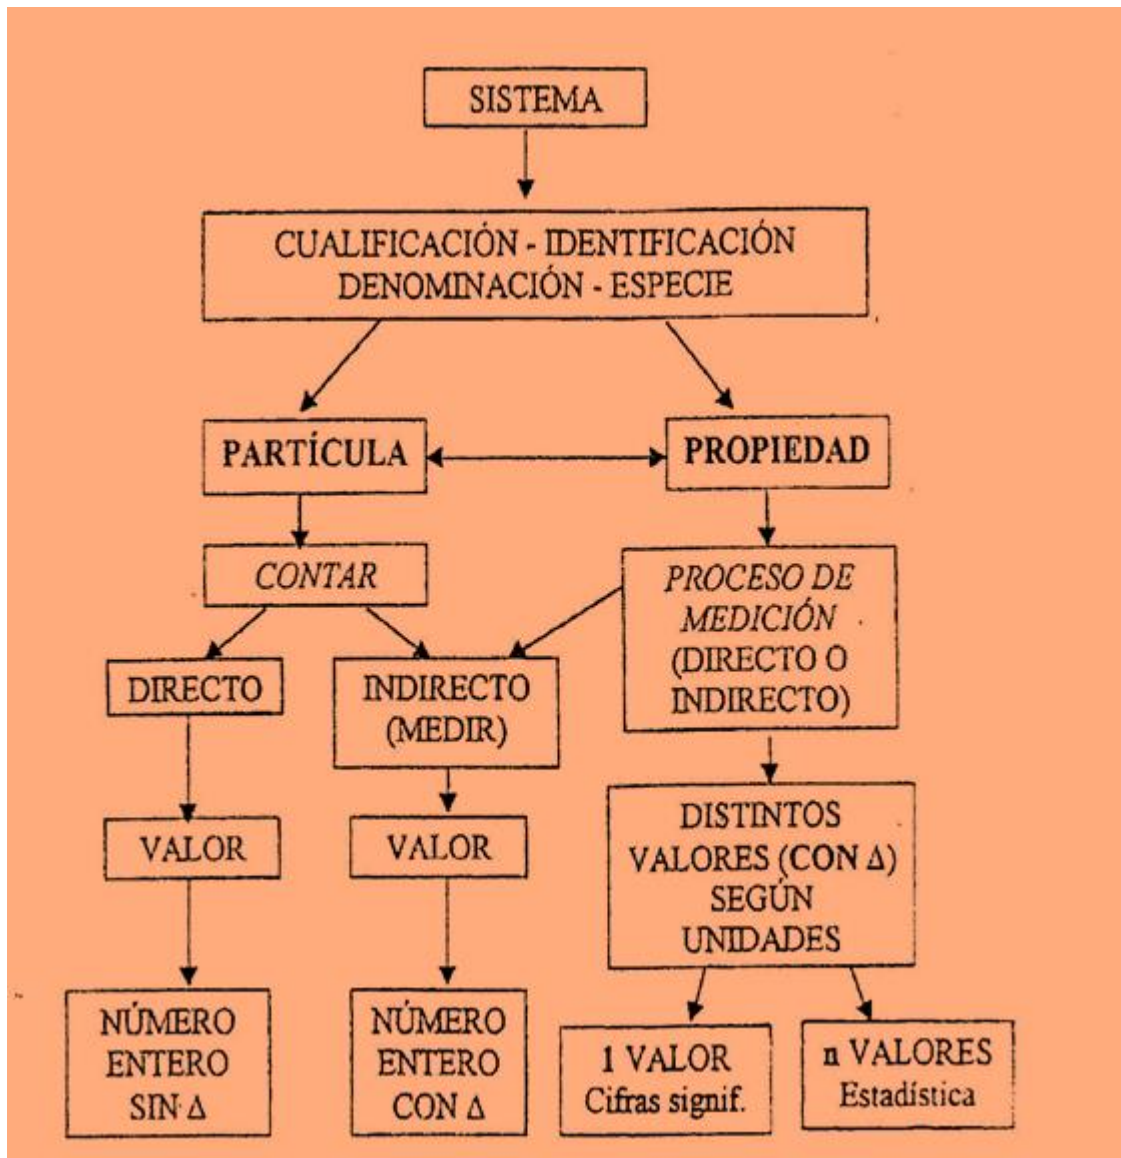 SISTEMA
CUALIFICACIÓN - IDENTIFICACIÓN
DENOMINACIÓN - ESPECIE
PARTÍCULA
PROPIEDAD
CONTAR
PROCESO DE
MEDICIÓN
(DIRECTO O
INDIRECTO)
DIRECTO
INDIRECTO
(MEDIR)
VALOR
VALOR
DISTINTOS
VALORES (CON Δ)
SEGÚN
UNIDADES
NÚMERO
ENTERO
SIN Δ
NÚMERO
ENTERO
CON Δ
1 VALOR
Cifras signif.
n VALORES
Estadística